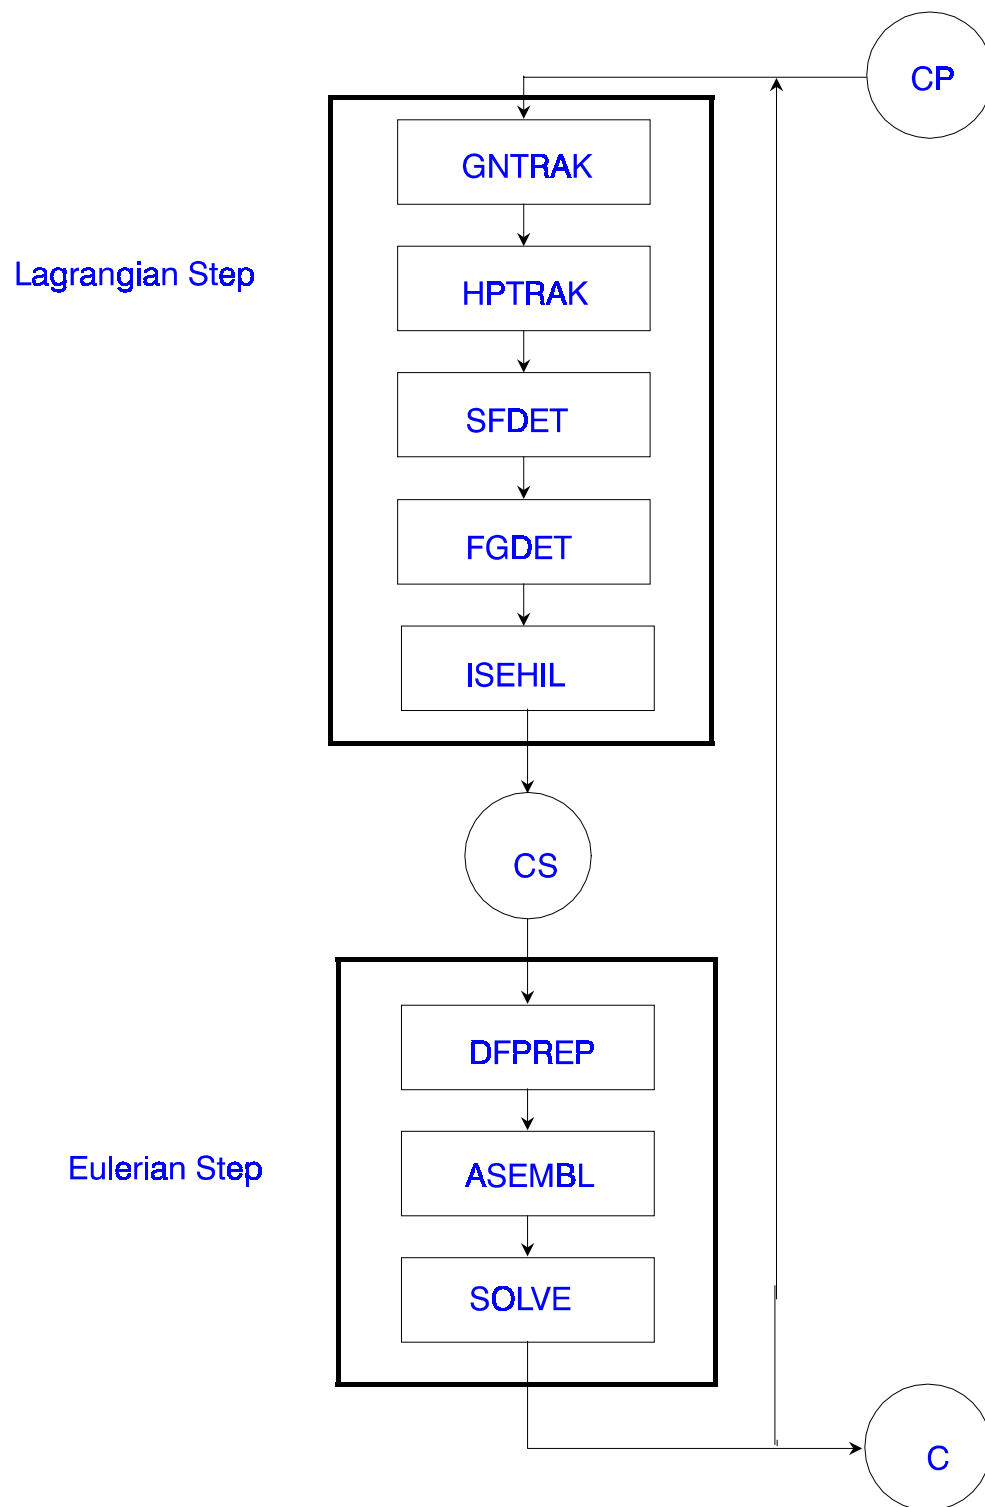 CP
GNTRAK
Lagrangian Step
HPTRAK
SFDET
FGDET
ISEHIL
CS
DFPREP
Eulerian Step
ASEMBL
SOLVE
C